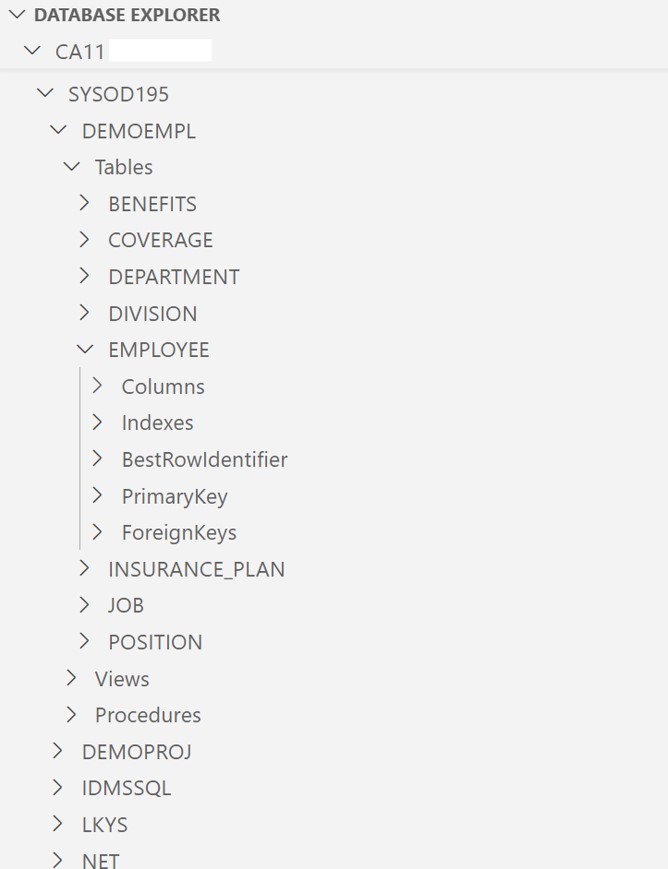 DATABASE EXPLORER
CA11
SYSOD195
DEMOEMPL
Tables
BENEFITS
COVERAGE
DEPARTMENT
DIVISION
EMPLOYEE
Columns
Indexes
BestRowIdentifier
PrimaryKey
ForeignKeys
INSURANCE_PLAN
JOB
POSITION
Views
Procedures
DEMOPROJ
IDMSSQL
LKYS
NET